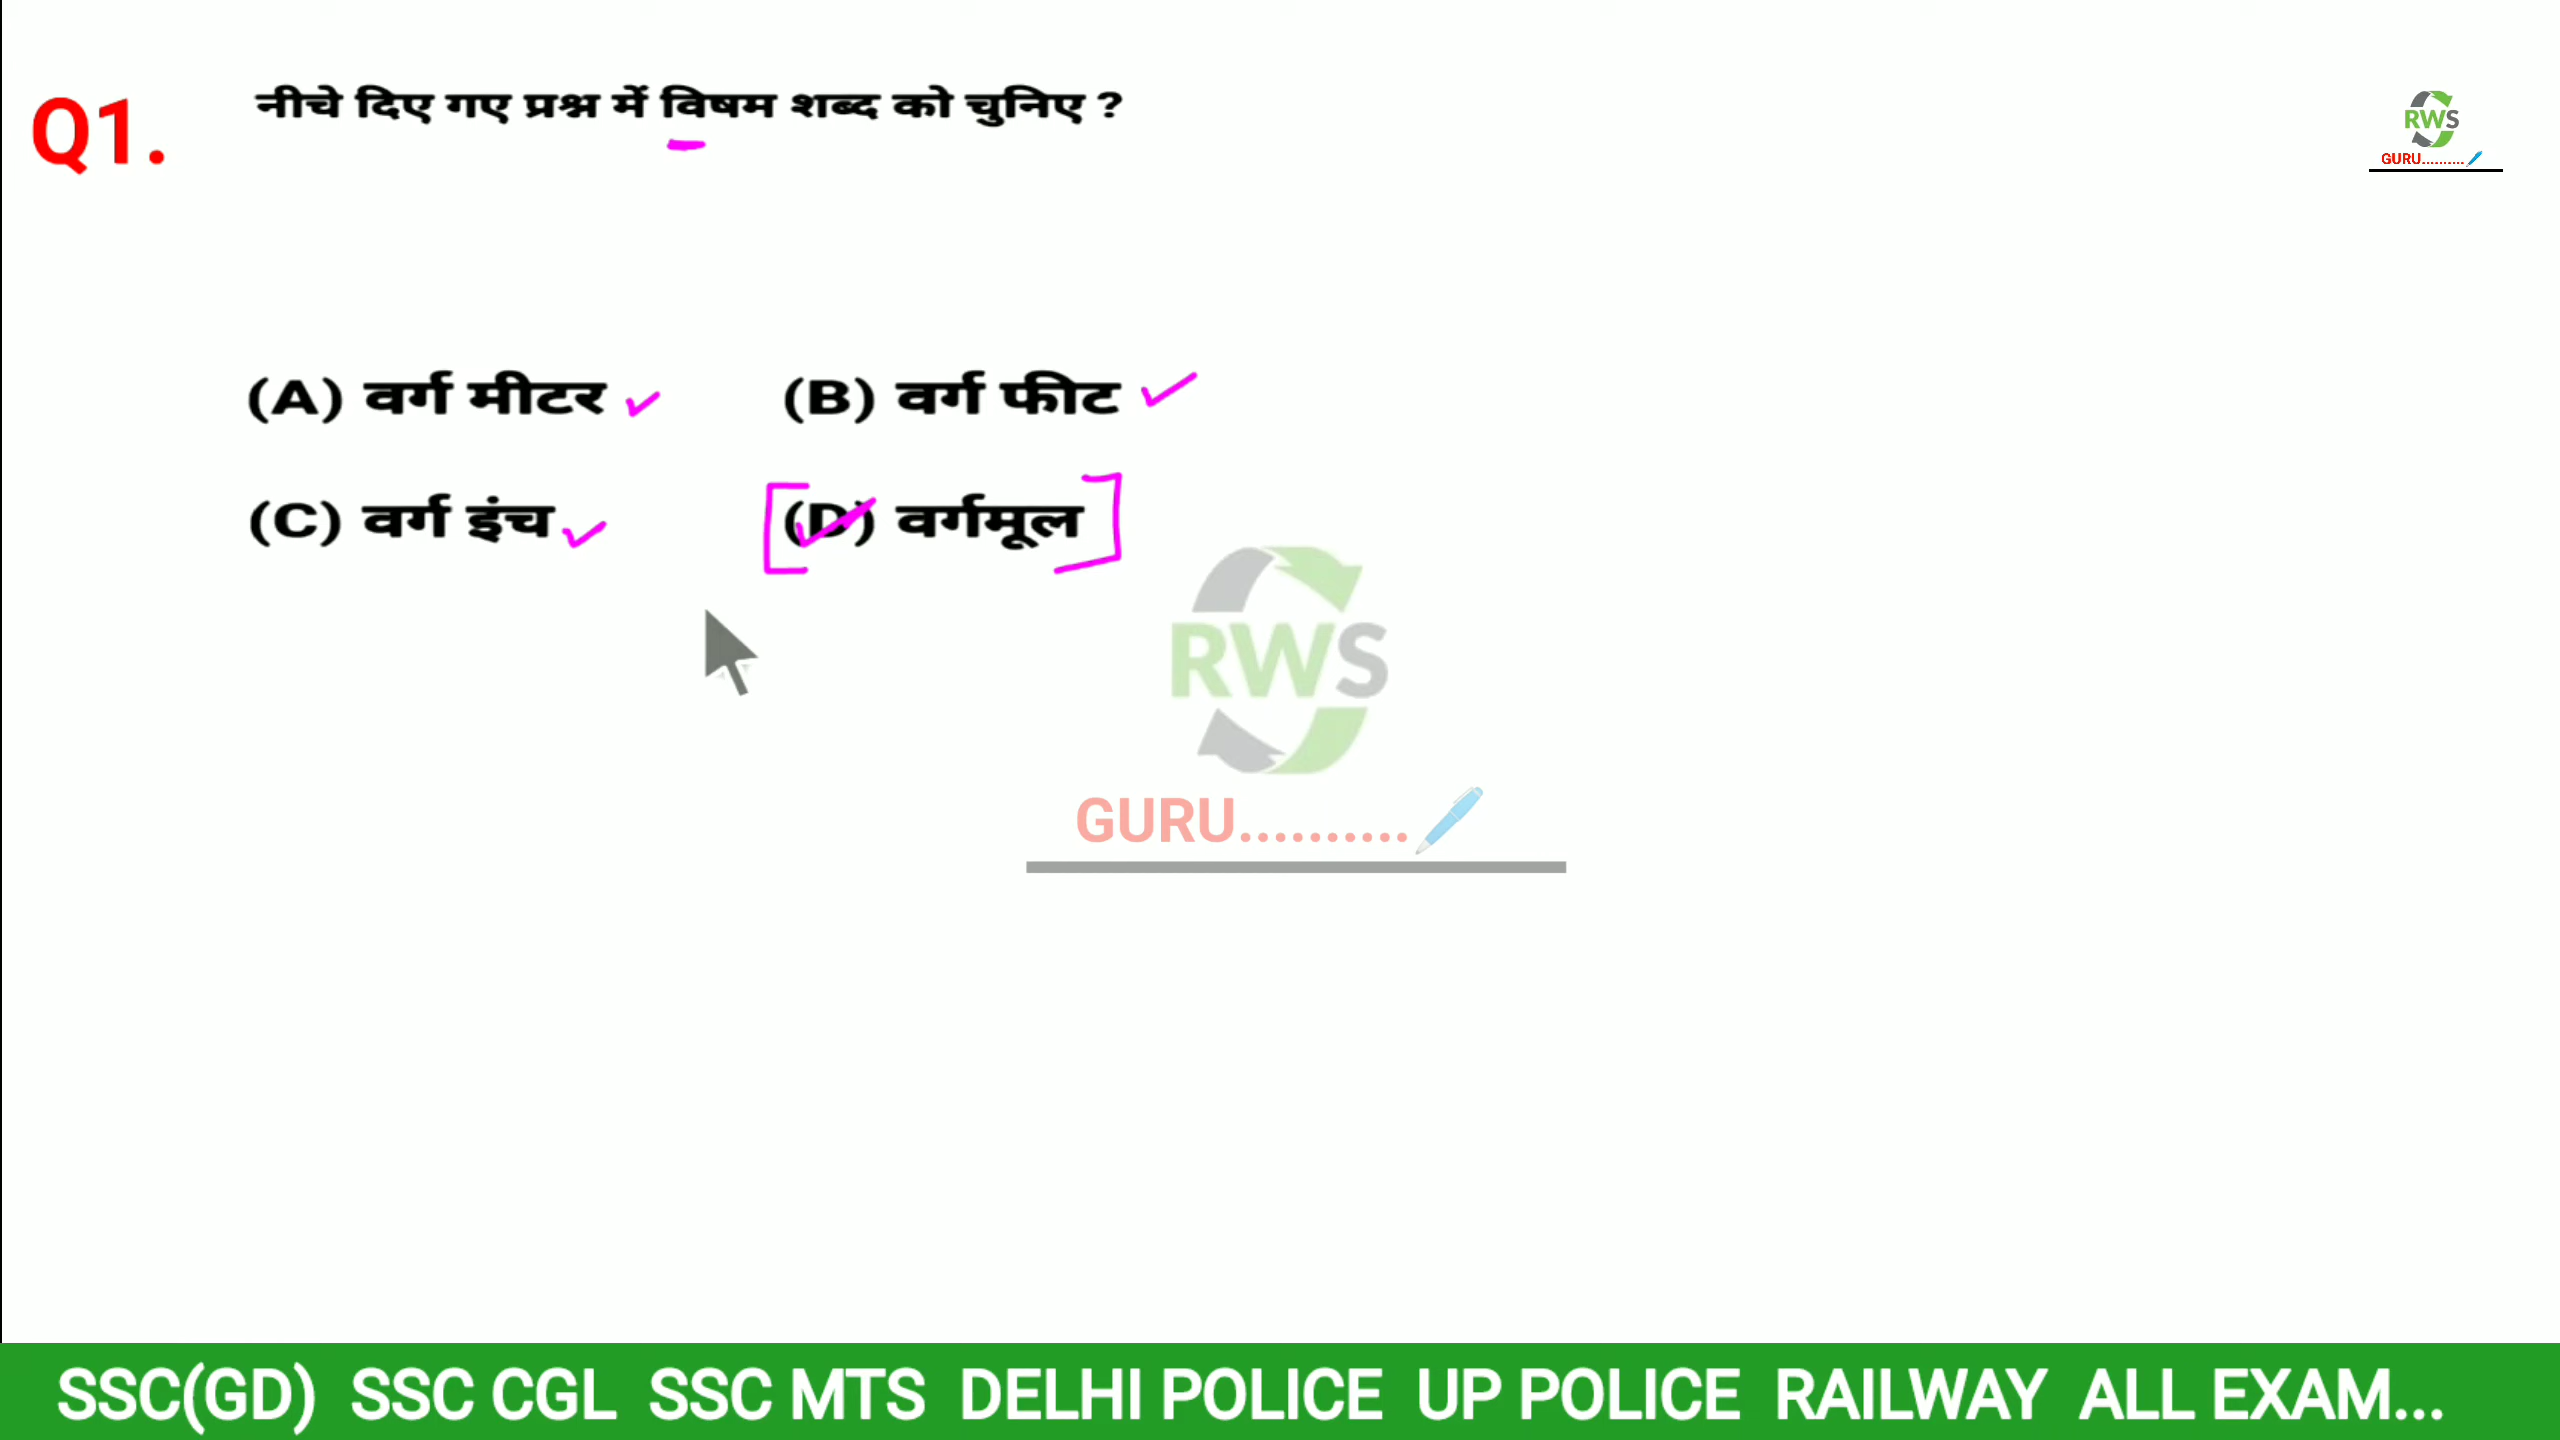 Q1. नीचे दिए गए प्रश्न में विषम शब्द को चुनिए ?
RWS
GURU..........
(A) वर्ग मीटर (B) वर्ग फीट
(C) वर्ग इंच (D) वर्गमूल
RWS
GURU..........
SSC(GD) SSC CGL SSC MTS DELHI POLICE UP POLICE RAILWAY ALL EXAM...